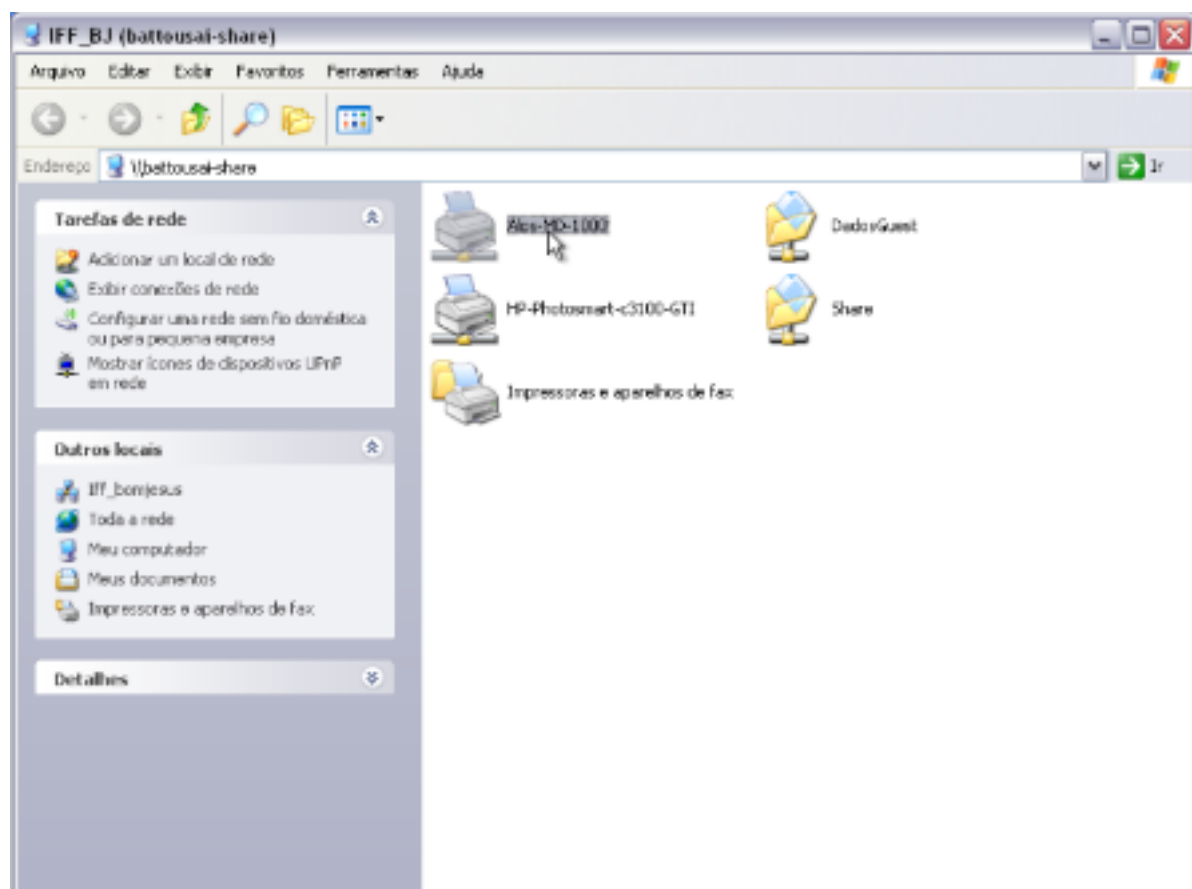 IFF_BJ (battousai-share)
Arquivo Editar Exibir Favoritos Ferramentas Ajuda
Endereço \\battousai-share Ir
Tarefas de rede
Adicionar um local de rede
Exibir conexões de rede
Configurar uma rede sem fio doméstica
ou para pequena empresa
Mostrar ícones de dispositivos UPnP
em rede
Outros locais
Iff_bomjesus
Toda a rede
Meu computador
Meus documentos
Impressoras e aparelhos de fax
Detalhes
MD-1000
DadosGuest
HP-Photosmart-c3100-GTI
Share
Impressoras e aparelhos de fax